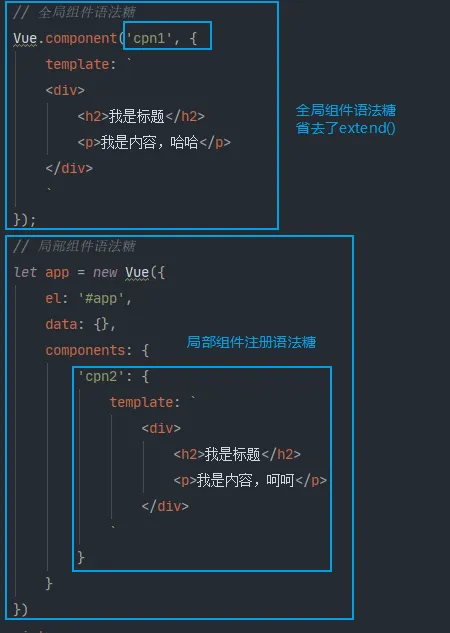 // 全局组件语法糖
Vue.component('cpn1', {
template: `
<div>
<h2>我是标题</h2>
<p>我是内容，哈哈</p>
</div>
`
});
全局组件语法糖
省去了extend()
// 局部组件语法糖
let app = new Vue({
el: '#app',
data: {},
components: {
局部组件注册语法糖
'cpn2': {
template: `
<div>
<h2>我是标题</h2>
<p>我是内容，呵呵</p>
</div>
`
}
}
})